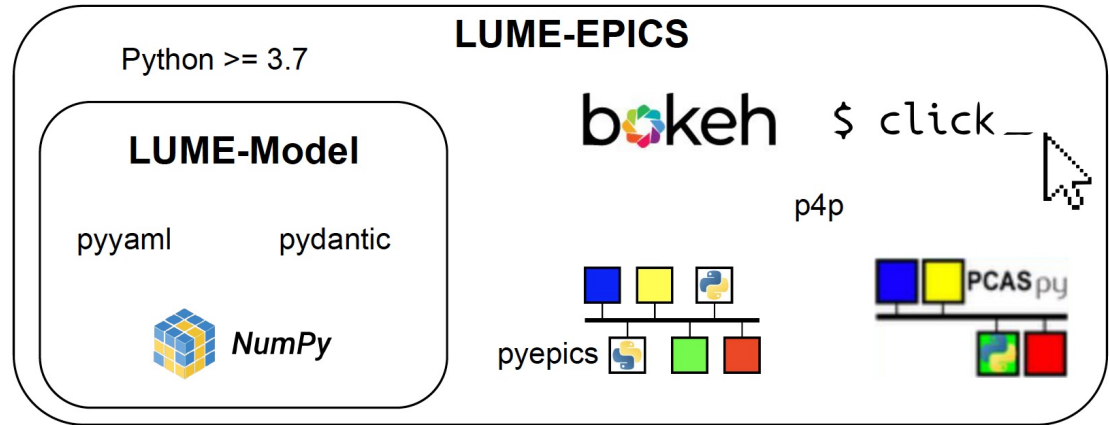 LUME-EPICS
Python >= 3.7
bokeh
$ click_
LUME-Model
p4p
pyyaml
pydantic
PCASpy
NumPy
pyepics